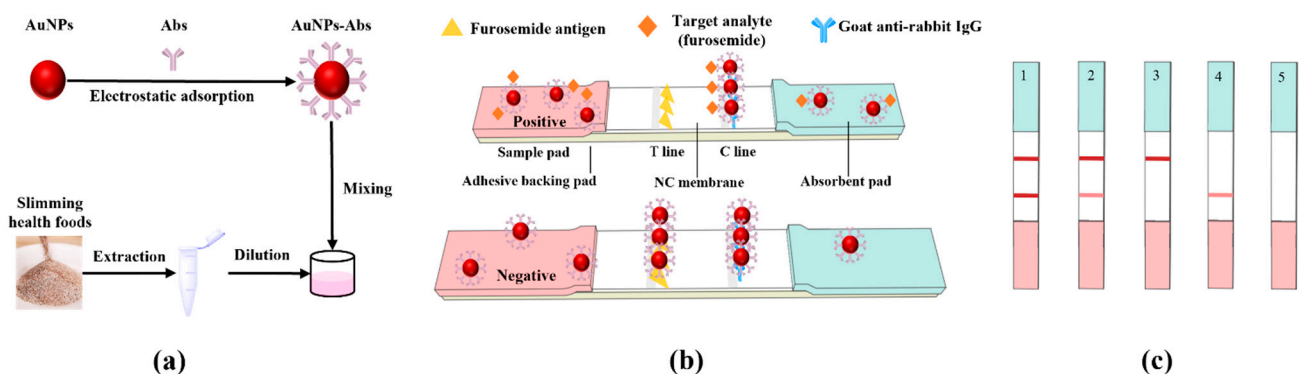 AuNPs
Abs
AuNPs-Abs
Electrostatic adsorption
Mixing
Slimming
health foods
Extraction
Dilution
(a)
Furosemide antigen
Target analyte
(furosemide)
Goat anti-rabbit IgG
Positive
Sample pad
T line
C line
Adhesive backing pad
NC membrane
Absorbent pad
Negative
(b)
1
2
3
4
5
(c)